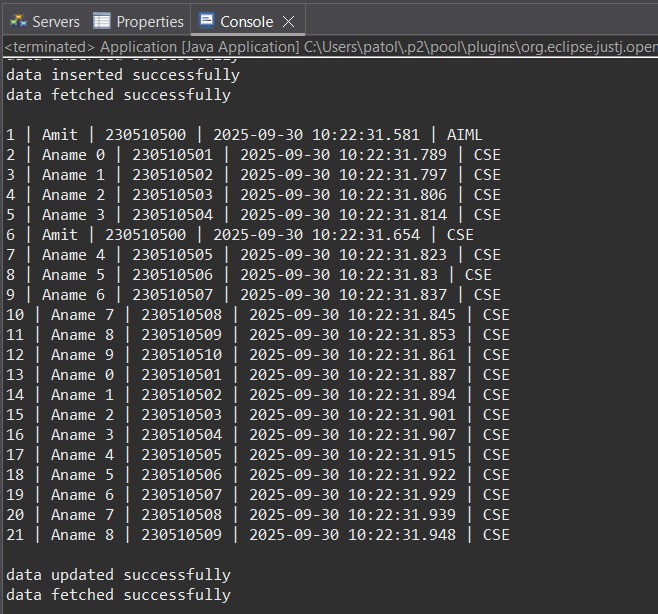 Servers Properties Console
<terminated> Application [Java Application] C:\Users\patol\.p2\pool\plugins\org.eclipse.justj.open
data inserted successfully
data inserted successfully
data fetched successfully
1 | Amit | 230510500 | 2025-09-30 10:22:31.581 | AIML
2 | Aname 0 | 230510501 | 2025-09-30 10:22:31.789 | CSE
3 | Aname 1 | 230510502 | 2025-09-30 10:22:31.797 | CSE
4 | Aname 2 | 230510503 | 2025-09-30 10:22:31.806 | CSE
5 | Aname 3 | 230510504 | 2025-09-30 10:22:31.814 | CSE
6 | Amit | 230510500 | 2025-09-30 10:22:31.654 | CSE
7 | Aname 4 | 230510505 | 2025-09-30 10:22:31.823 | CSE
8 | Aname 5 | 230510506 | 2025-09-30 10:22:31.83 | CSE
9 | Aname 6 | 230510507 | 2025-09-30 10:22:31.837 | CSE
10 | Aname 7 | 230510508 | 2025-09-30 10:22:31.845 | CSE
11 | Aname 8 | 230510509 | 2025-09-30 10:22:31.853 | CSE
12 | Aname 9 | 230510510 | 2025-09-30 10:22:31.861 | CSE
13 | Aname 0 | 230510501 | 2025-09-30 10:22:31.887 | CSE
14 | Aname 1 | 230510502 | 2025-09-30 10:22:31.894 | CSE
15 | Aname 2 | 230510503 | 2025-09-30 10:22:31.901 | CSE
16 | Aname 3 | 230510504 | 2025-09-30 10:22:31.907 | CSE
17 | Aname 4 | 230510505 | 2025-09-30 10:22:31.915 | CSE
18 | Aname 5 | 230510506 | 2025-09-30 10:22:31.922 | CSE
19 | Aname 6 | 230510507 | 2025-09-30 10:22:31.929 | CSE
20 | Aname 7 | 230510508 | 2025-09-30 10:22:31.939 | CSE
21 | Aname 8 | 230510509 | 2025-09-30 10:22:31.948 | CSE
data updated successfully
data fetched successfully